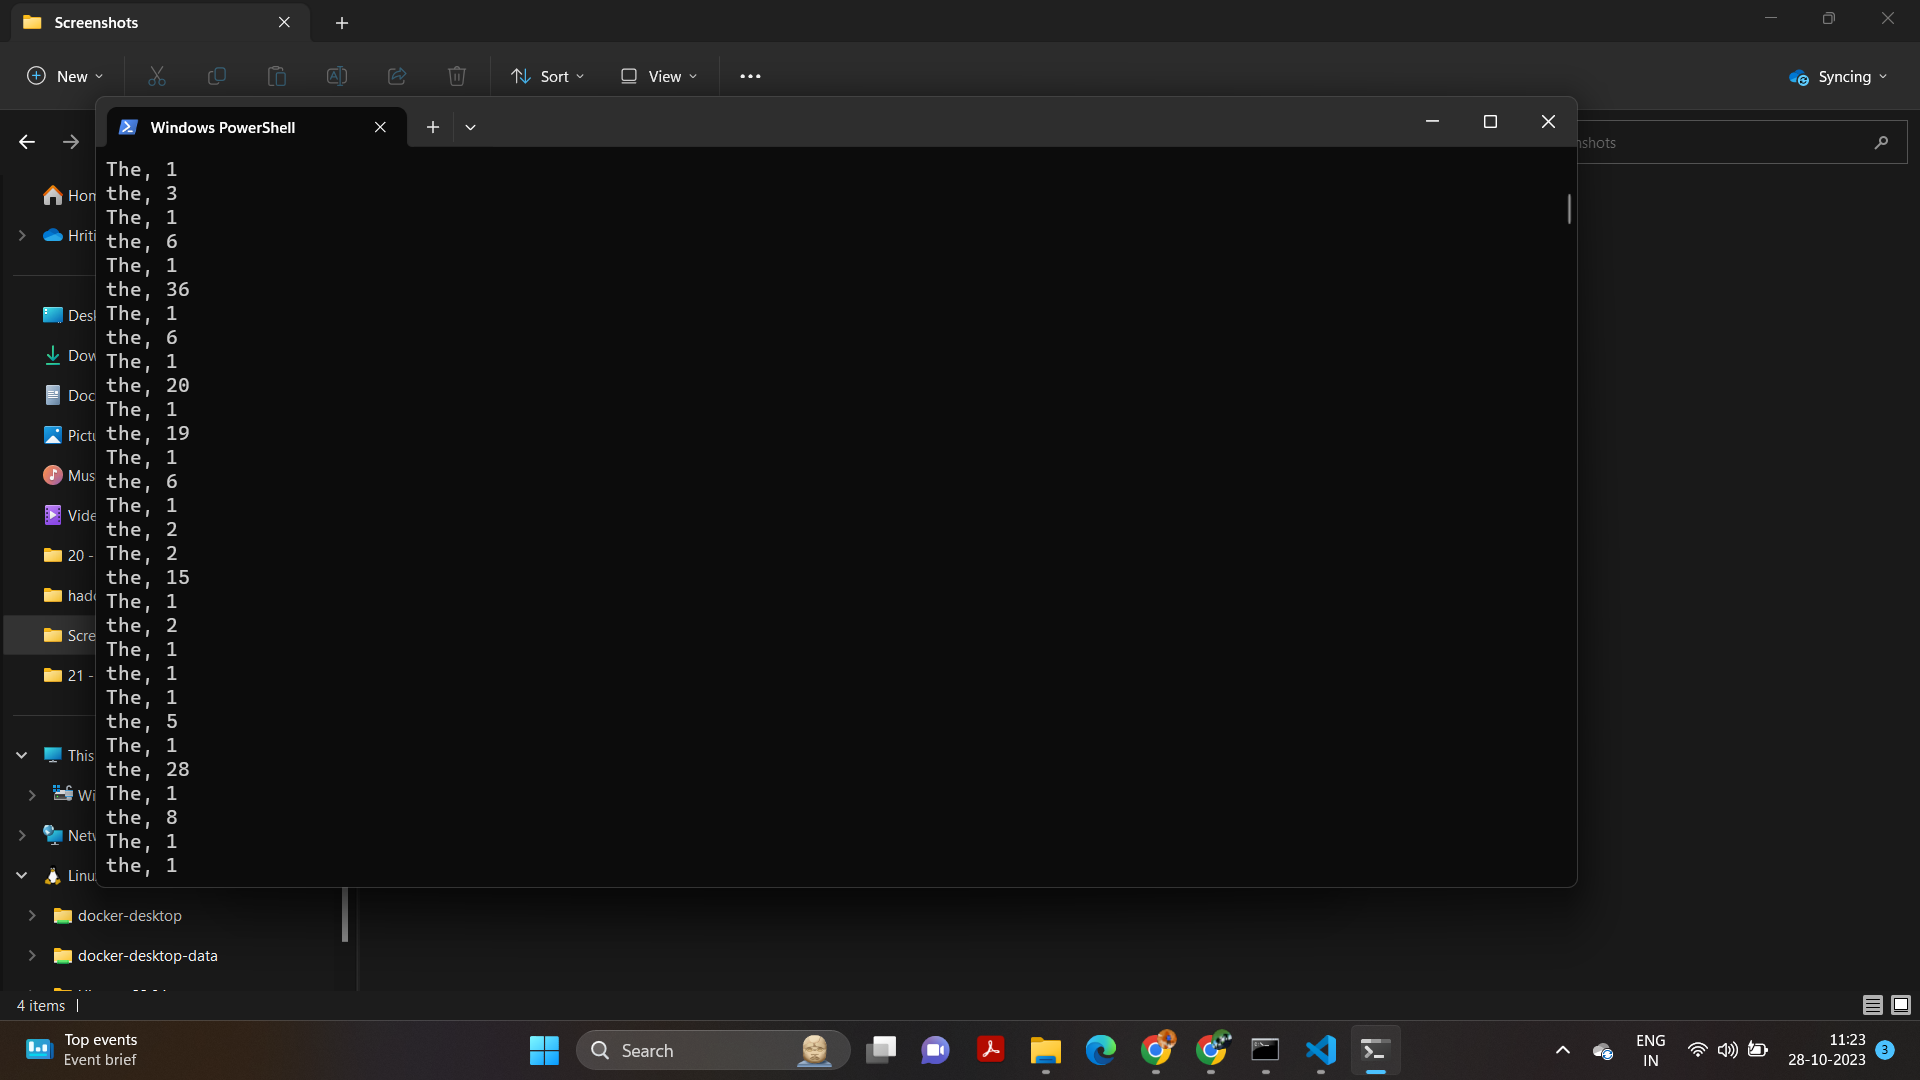 Screenshots
New
Sort
View
Syncing
Windows PowerShell
shots
The, 1
the, 3
The, 1
the, 6
The, 1
the, 36
The, 1
the, 6
The, 1
the, 20
The, 1
the, 19
The, 1
the, 6
The, 1
the, 2
The, 2
the, 15
The, 1
the, 2
The, 1
the, 1
The, 1
the, 5
The, 1
the, 28
The, 1
the, 8
The, 1
the, 1
Hom
Hriti
Desk
Dow
Doc
Pictu
Mus
Vide
20 -
hado
Scre
21 -
This
Wi
Netw
Linu
docker-desktop
docker-desktop-data
4 items
Top events
Event brief
Search
ENG
IN
11:23
28-10-2023
3